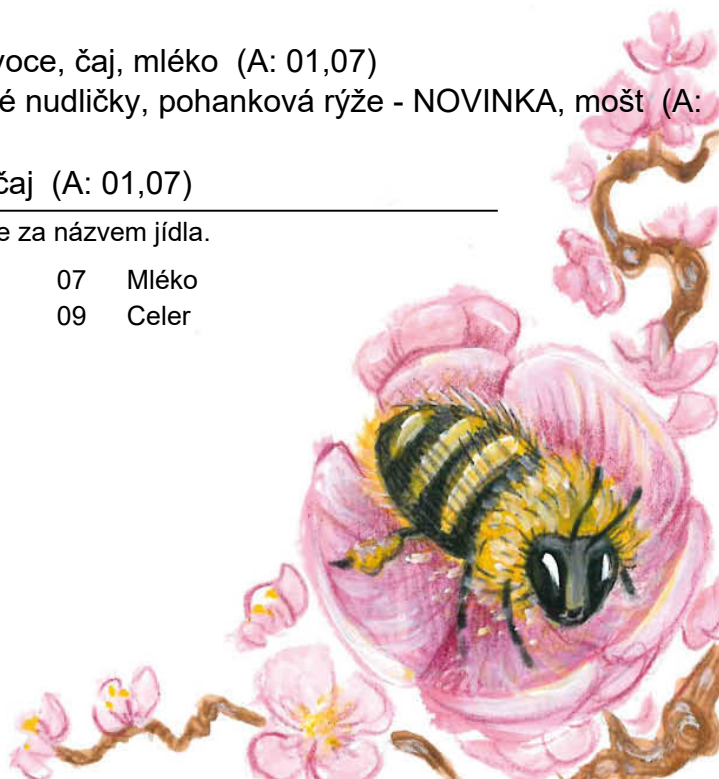 voce, čaj, mléko (A: 01,07)
é nudličky, pohanková rýže - NOVINKA, mošt (A:
čaj (A: 01,07)
e za názvem jídla.
07 Mléko
09 Celer